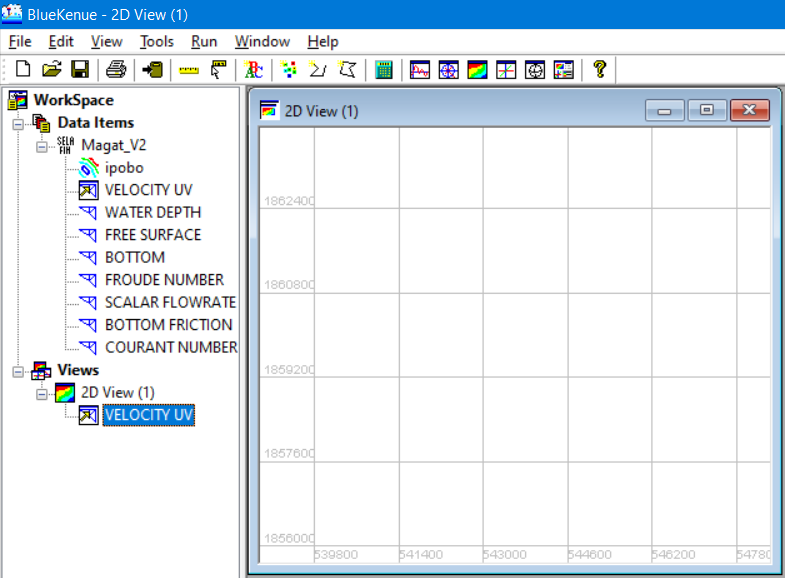 BlueKenue - 2D View (1)
File Edit View Tools Run Window Help
WorkSpace
Data Items
SELA
FIN
Magat_V2
ipobo
VELOCITY UV
WATER DEPTH
FREE SURFACE
BOTTOM
FROUDE NUMBER
SCALAR FLOWRATE
BOTTOM FRICTION
COURANT NUMBER
Views
2D View (1)
VELOCITY UV
2D View (1)
1862400
1860800
1859200
1857600
1856000
539800 541400 543000 544600 546200 54780